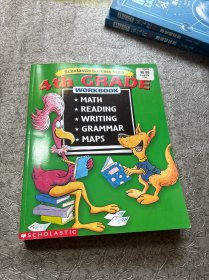 Scholastic Success With
4th GRADE
WORKBOOK
★ MATH
★ READING
★ WRITING
★ GRAMMAR
★ MAPS
SCHOLASTIC